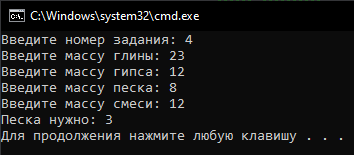 C:\Windows\system32\cmd.exe
Введите номер задания: 4
Введите массу глины: 23
Введите массу гипса: 12
Введите массу песка: 8
Введите массу смеси: 12
Песка нужно: 3
Для продолжения нажмите любую клавишу . . .